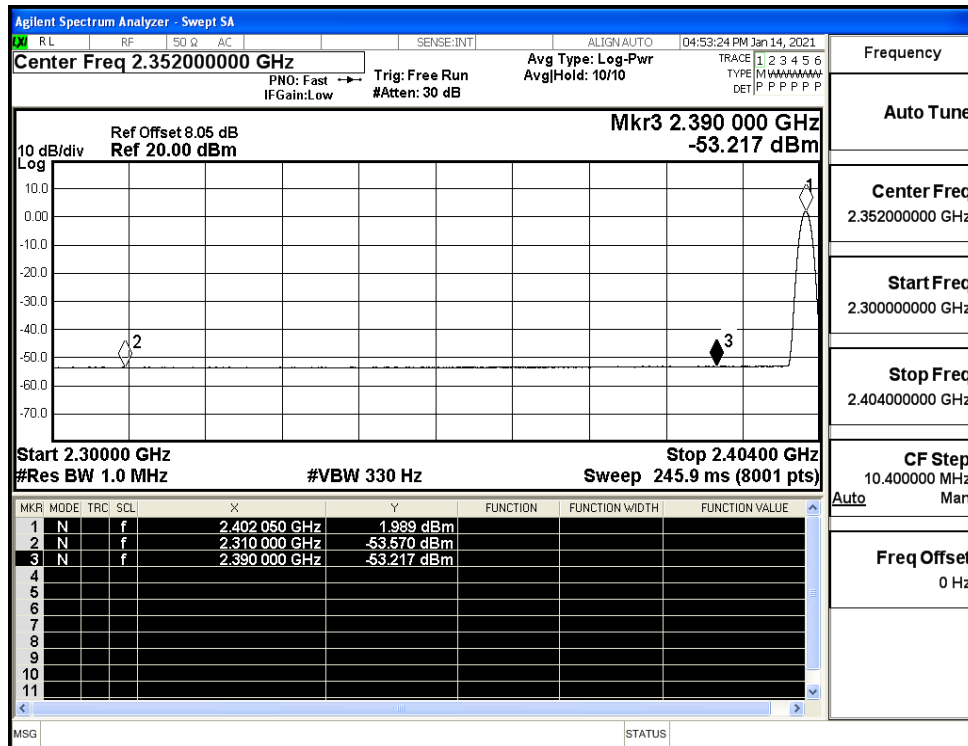 Agilent Spectrum Analyzer - Swept SA
LXI RL RF 50 Ω AC SENSE:INT ALIGN AUTO 04:53:24 PM Jan 14, 2021
Center Freq 2.352000000 GHz
PNO: Fast
IFGain:Low
Trig: Free Run
#Atten: 30 dB
Avg Type: Log-Pwr
Avg|Hold: 10/10
TRACE 1 2 3 4 5 6
TYPE M
DET P P P P P P
Ref Offset 8.05 dB
10 dB/div Ref 20.00 dBm
Log
Mkr3 2.390 000 GHz
-53.217 dBm
10.0
0.00
-10.0
-20.0
-30.0
-40.0
-50.0
-60.0
-70.0
1
2
3
Start 2.30000 GHz Stop 2.40400 GHz
#Res BW 1.0 MHz #VBW 330 Hz Sweep 245.9 ms (8001 pts)
MKR MODE TRC SCL X Y FUNCTION FUNCTION WIDTH FUNCTION VALUE
1 N f 2.402 050 GHz 1.989 dBm
2 N f 2.310 000 GHz -53.570 dBm
3 N f 2.390 000 GHz -53.217 dBm
4
5
6
7
8
9
10
11
MSG STATUS
Frequency
Auto Tune
Center Freq
2.352000000 GHz
Start Freq
2.300000000 GHz
Stop Freq
2.404000000 GHz
CF Step
10.400000 MHz
Auto Man
Freq Offset
0 Hz